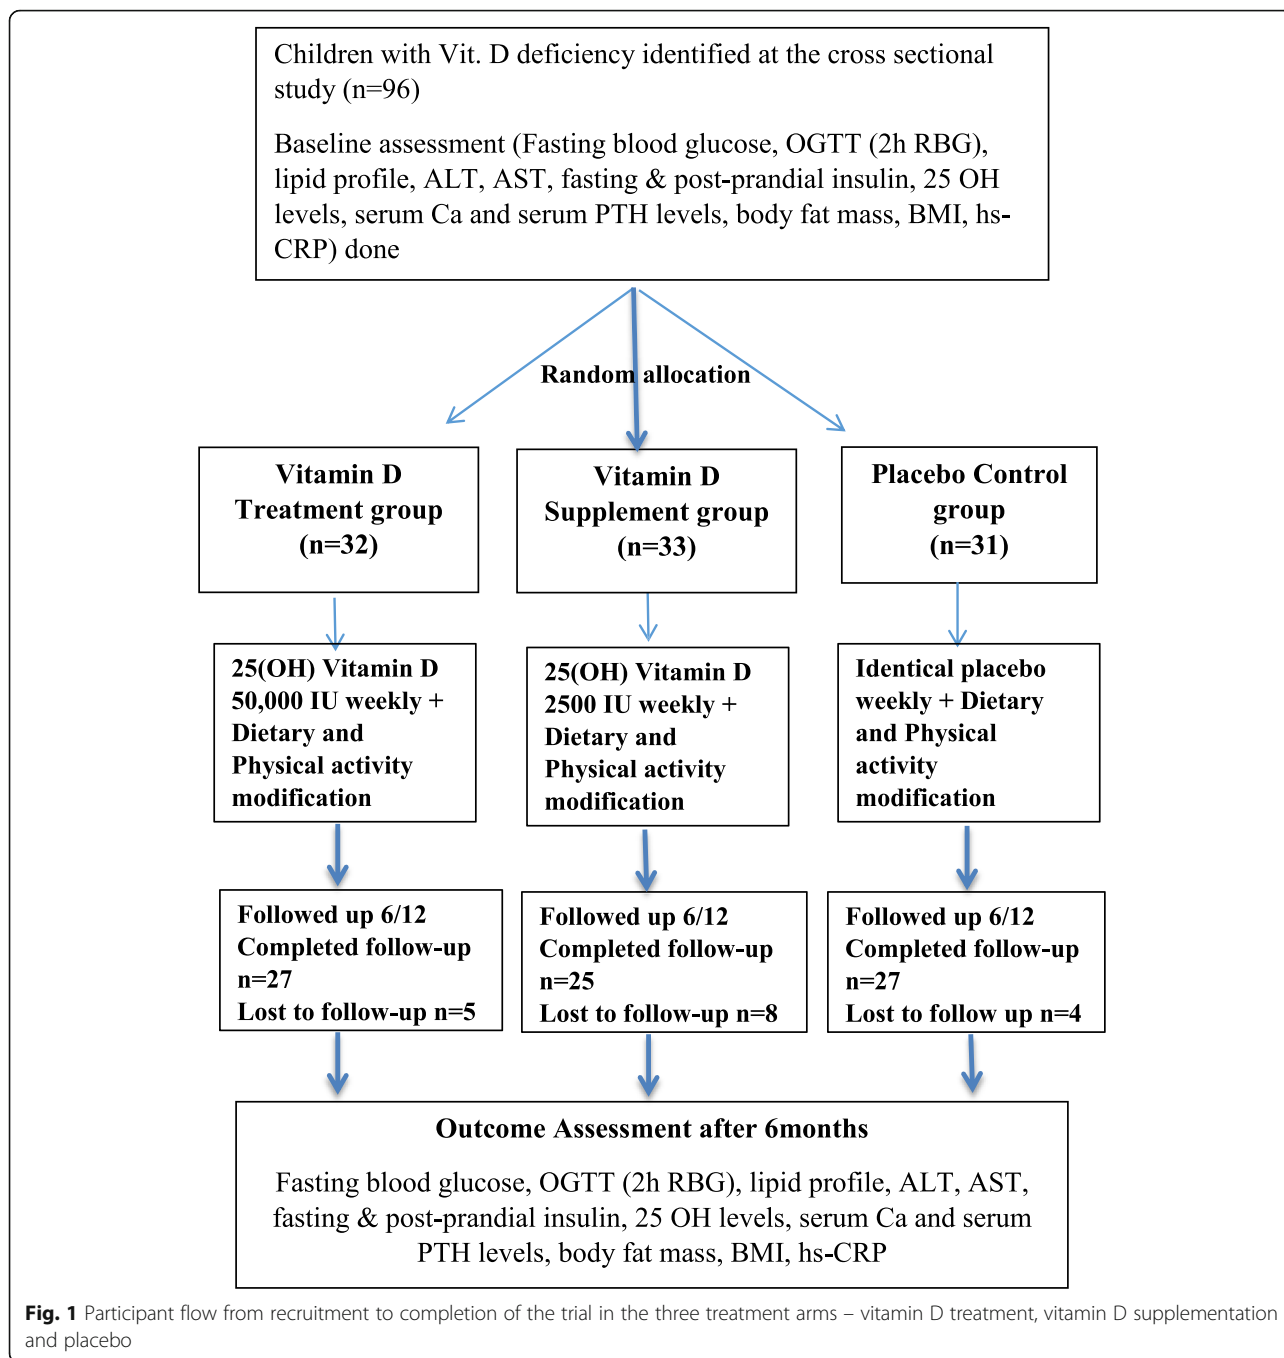 Children with Vit. D deficiency identified at the cross sectional
study (n=96)
Baseline assessment (Fasting blood glucose, OGTT (2h RBG),
lipid profile, ALT, AST, fasting & post-prandial insulin, 25 OH
levels, serum Ca and serum PTH levels, body fat mass, BMI, hs-
CRP) done
Random allocation
Vitamin D
Treatment group
(n=32)
Vitamin D
Supplement group
(n=33)
Placebo Control
group
(n=31)
25(OH) Vitamin D
50,000 IU weekly +
Dietary and
Physical activity
modification
25(OH) Vitamin D
2500 IU weekly +
Dietary and
Physical activity
modification
Identical placebo
weekly + Dietary
and Physical
activity
modification
Followed up 6/12
Completed follow-up
n=27
Lost to follow-up n=5
Followed up 6/12
Completed follow-up
n=25
Lost to follow-up n=8
Followed up 6/12
Completed follow-up
n=27
Lost to follow up n=4
Outcome Assessment after 6months
Fasting blood glucose, OGTT (2h RBG), lipid profile, ALT, AST,
fasting & post-prandial insulin, 25 OH levels, serum Ca and serum
PTH levels, body fat mass, BMI, hs-CRP
Fig. 1 Participant flow from recruitment to completion of the trial in the three treatment arms – vitamin D treatment, vitamin D supplementation
and placebo